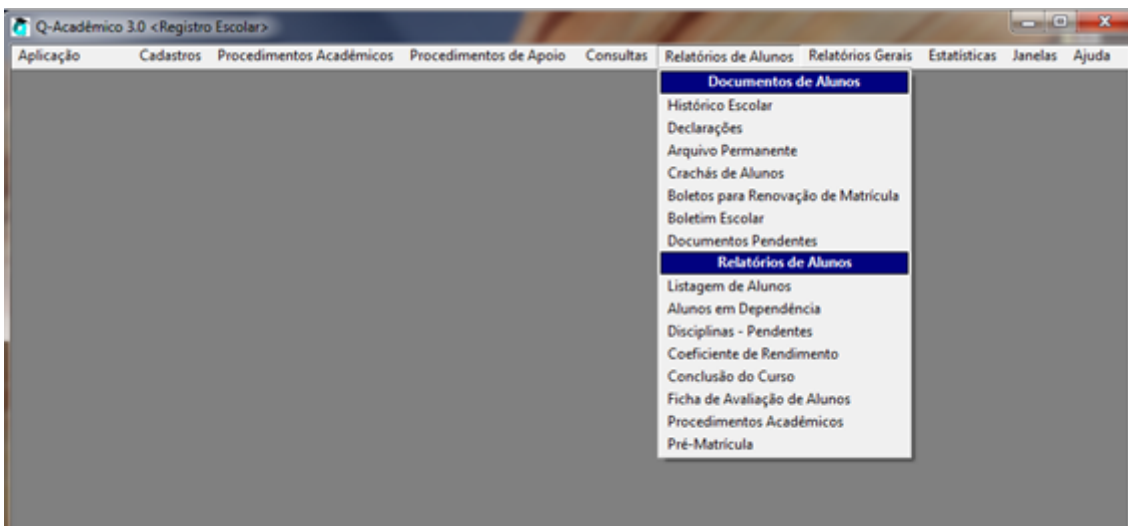 Q-Acadêmico 3.0 <Registro Escolar>
Aplicação Cadastros Procedimentos Acadêmicos Procedimentos de Apoio Consultas Relatórios de Alunos Relatórios Gerais Estatísticas Janelas Ajuda
Documentos de Alunos
Histórico Escolar
Declarações
Arquivo Permanente
Crachás de Alunos
Boletos para Renovação de Matrícula
Boletim Escolar
Documentos Pendentes
Relatórios de Alunos
Listagem de Alunos
Alunos em Dependência
Disciplinas - Pendentes
Coeficiente de Rendimento
Conclusão do Curso
Ficha de Avaliação de Alunos
Procedimentos Acadêmicos
Pré-Matrícula